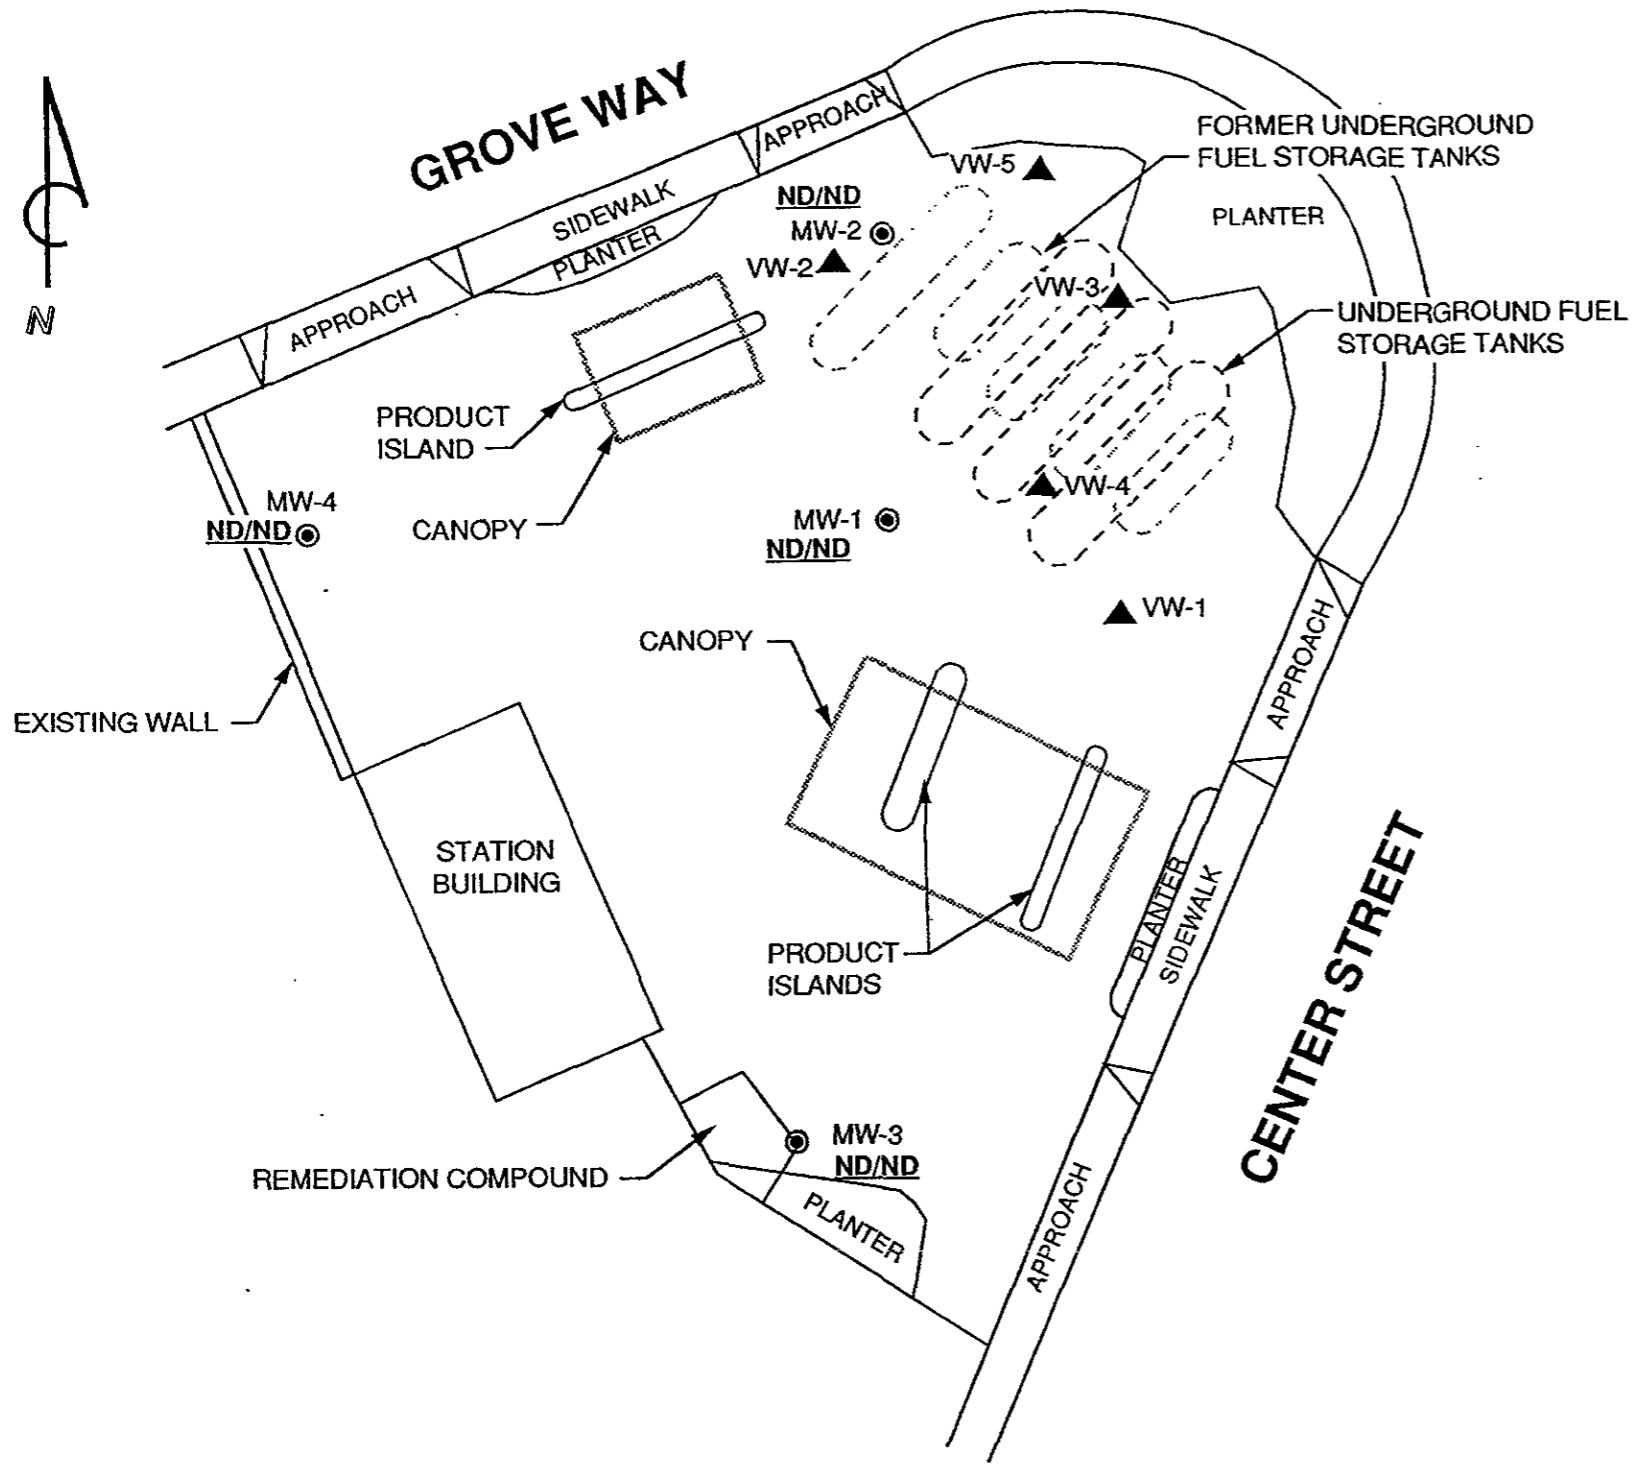 GROVE WAY
APPROACH
FORMER UNDERGROUND
FUEL STORAGE TANKS
VW-5
SIDEWALK
ND/ND
PLANTER
MW-2
PLANTER
VW-2
VW-3
APPROACH
UNDERGROUND FUEL
STORAGE TANKS
N
PRODUCT
ISLAND
MW-4
ND/ND
CANOPY
MW-1
ND/ND
VW-4
VW-1
CANOPY
APPROACH
EXISTING WALL
STATION
BUILDING
PLANTER
SIDEWALK
PRODUCT
ISLANDS
CENTER STREET
MW-3
ND/ND
REMEDIATION COMPOUND
PLANTER
APPROACH